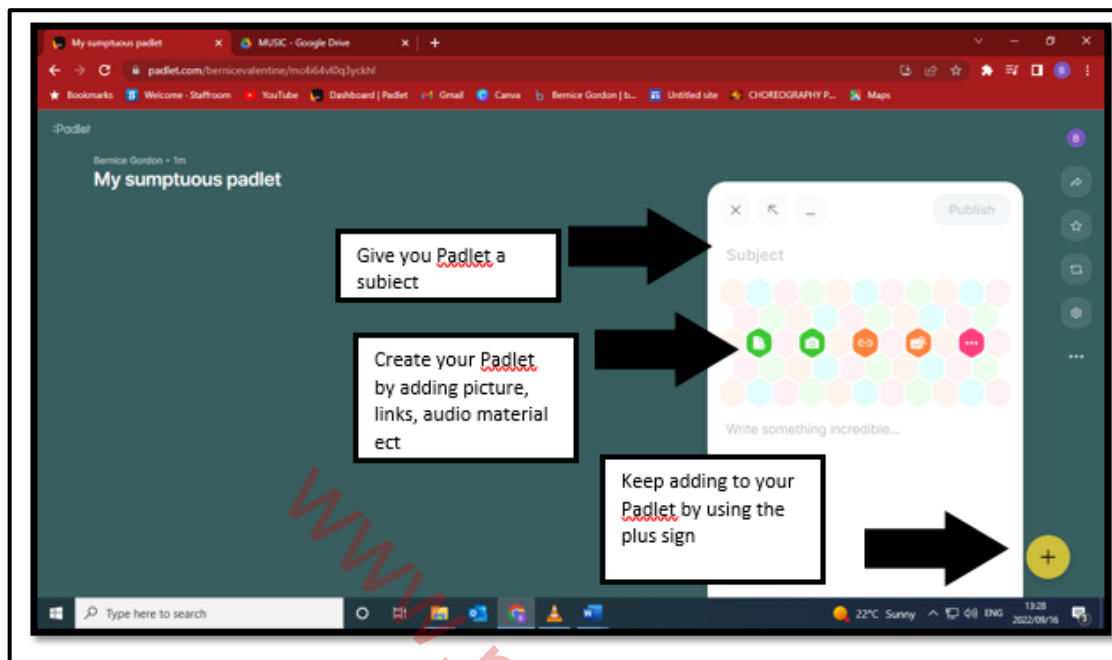 My sumptuous padlet
MUSIC - Google Drive
padlet.com/bernicevalentine/
Bookmarks Welcome - Staffroom YouTube Dashboard | Padlet Gmail Canva Bernice Gordon | b... Untitled site CHOREOGRAPHY P... Maps
:Padlet
Bernice Gordon • 1m
My sumptuous padlet
Publish
Subject
Give you Padlet a
subject
Create your Padlet
by adding picture,
links, audio material
ect
Write something incredible...
Keep adding to your
Padlet by using the
plus sign
Type here to search
22°C Sunny
ENG
13:28
2022/09/16
www.